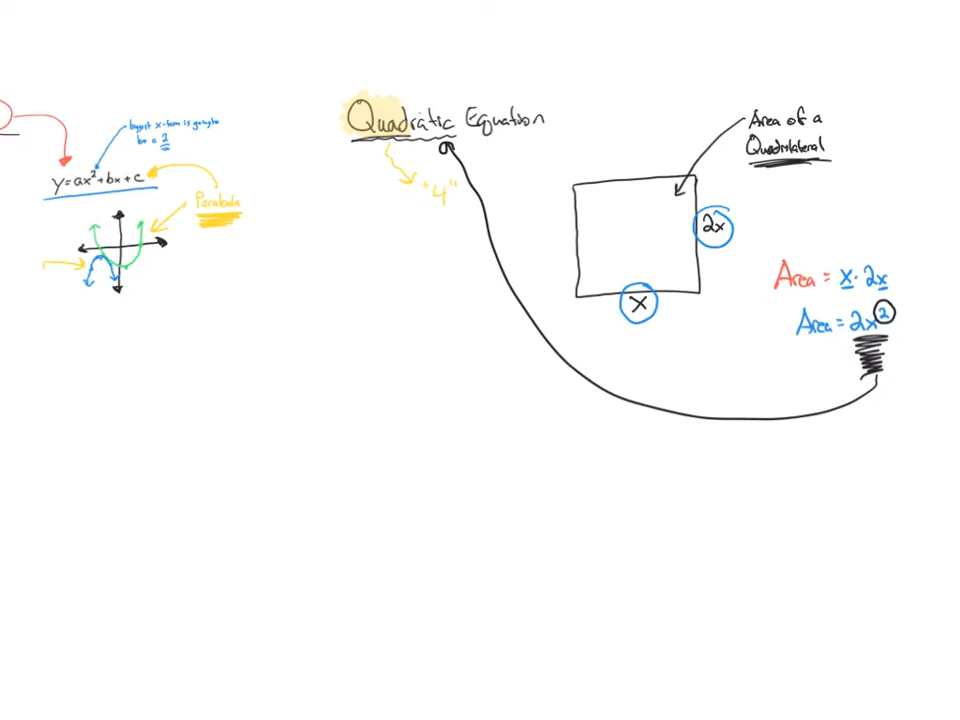 biggest x-term is going to
be a 2
y=ax²+bx+c
Parabola
Quadratic Equation
"4"
Area of a
Quadrilateral
2x
x
Area = x · 2x
Area = 2x²